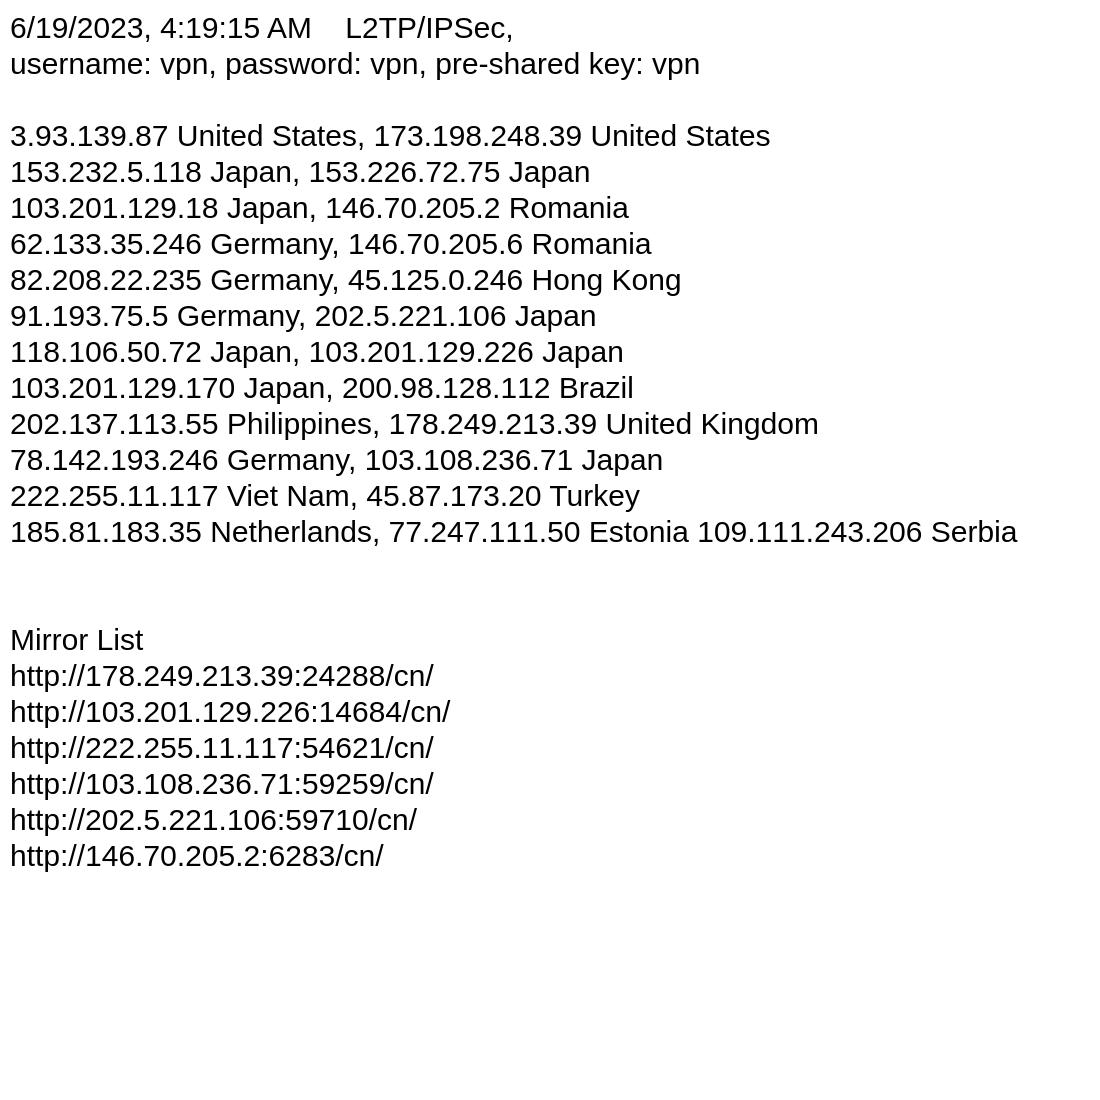 6/19/2023, 4:19:15 AM    L2TP/IPSec,
username: vpn, password: vpn, pre-shared key: vpn
3.93.139.87 United States, 173.198.248.39 United States
153.232.5.118 Japan, 153.226.72.75 Japan
103.201.129.18 Japan, 146.70.205.2 Romania
62.133.35.246 Germany, 146.70.205.6 Romania
82.208.22.235 Germany, 45.125.0.246 Hong Kong
91.193.75.5 Germany, 202.5.221.106 Japan
118.106.50.72 Japan, 103.201.129.226 Japan
103.201.129.170 Japan, 200.98.128.112 Brazil
202.137.113.55 Philippines, 178.249.213.39 United Kingdom
78.142.193.246 Germany, 103.108.236.71 Japan
222.255.11.117 Viet Nam, 45.87.173.20 Turkey
185.81.183.35 Netherlands, 77.247.111.50 Estonia 109.111.243.206 Serbia
Mirror List
http://178.249.213.39:24288/cn/
http://103.201.129.226:14684/cn/
http://222.255.11.117:54621/cn/
http://103.108.236.71:59259/cn/
http://202.5.221.106:59710/cn/
http://146.70.205.2:6283/cn/